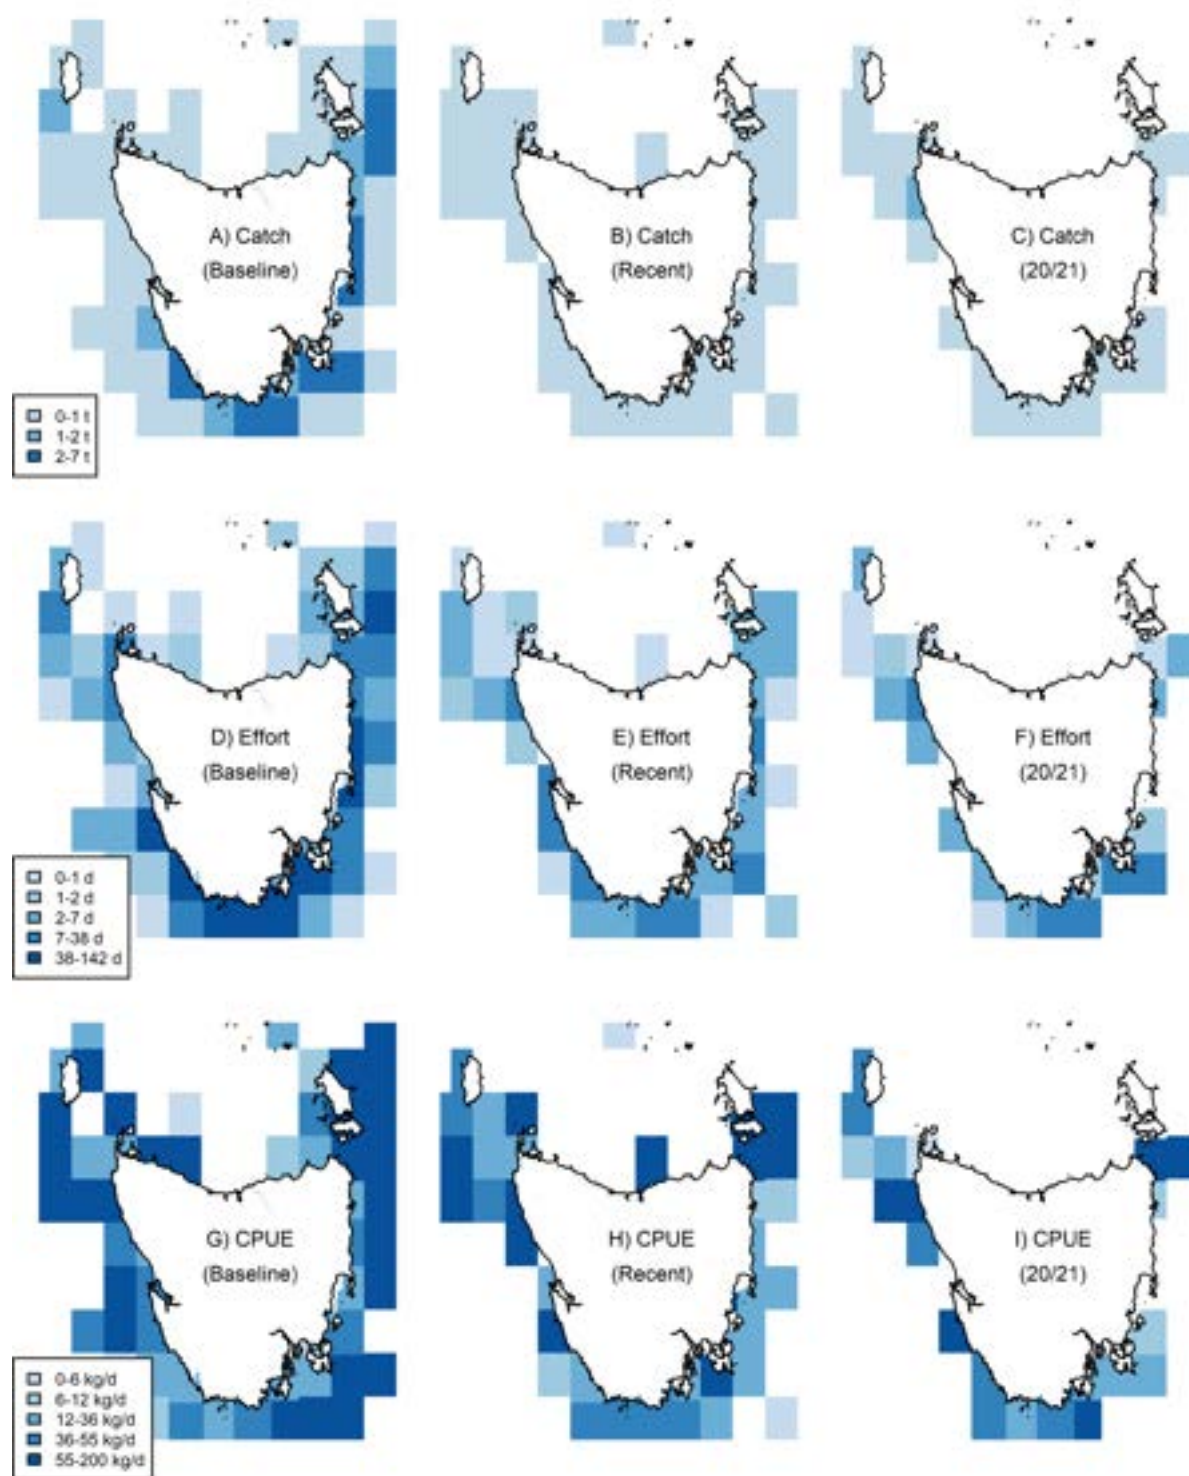 A) Catch
(Baseline)
B) Catch
(Recent)
C) Catch
(20/21)
0-1 t
1-2 t
2-7 t
D) Effort
(Baseline)
E) Effort
(Recent)
F) Effort
(20/21)
0-1 d
1-2 d
2-7 d
7-38 d
38-142 d
G) CPUE
(Baseline)
H) CPUE
(Recent)
I) CPUE
(20/21)
0-6 kg/d
6-12 kg/d
12-36 kg/d
36-55 kg/d
55-200 kg/d